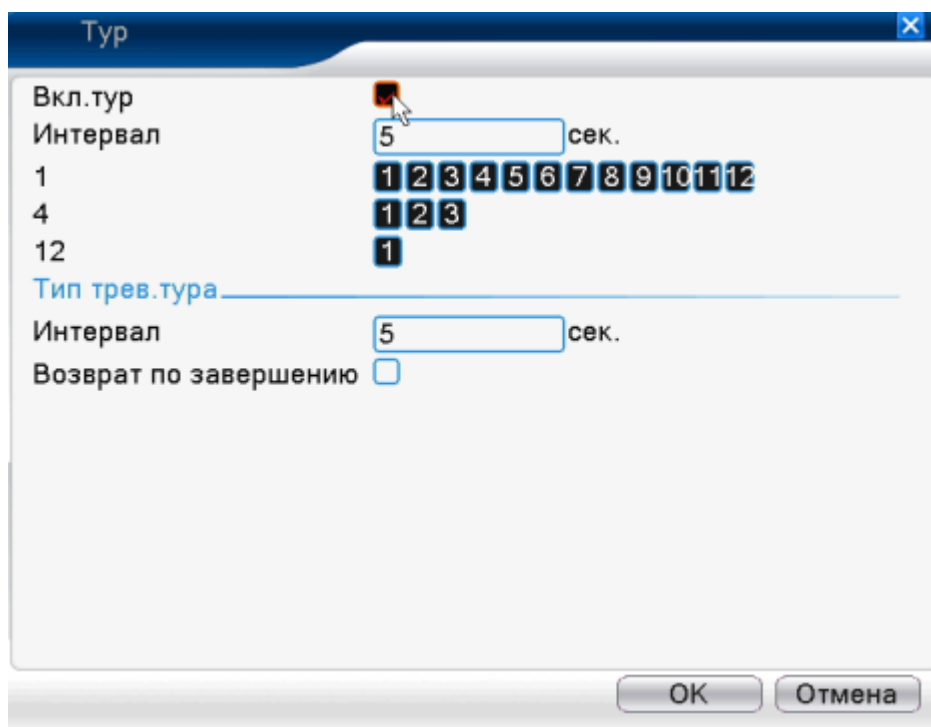 Тур
Вкл.тур
Интервал 5 сек.
1 1 2 3 4 5 6 7 8 9 10 11 12
4 1 2 3
12 1
Тип трев.тура
Интервал 5 сек.
Возврат по завершению
OK Отмена